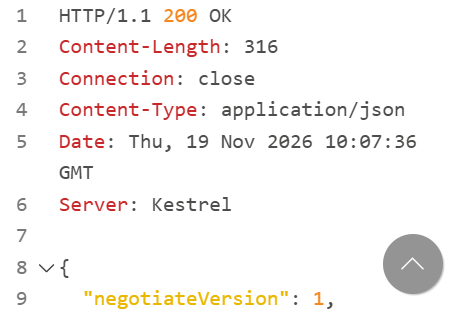 1 HTTP/1.1 200 OK
2 Content-Length: 316
3 Connection: close
4 Content-Type: application/json
5 Date: Thu, 19 Nov 2026 10:07:36
GMT
6 Server: Kestrel
7
8 {
9 "negotiateVersion": 1,